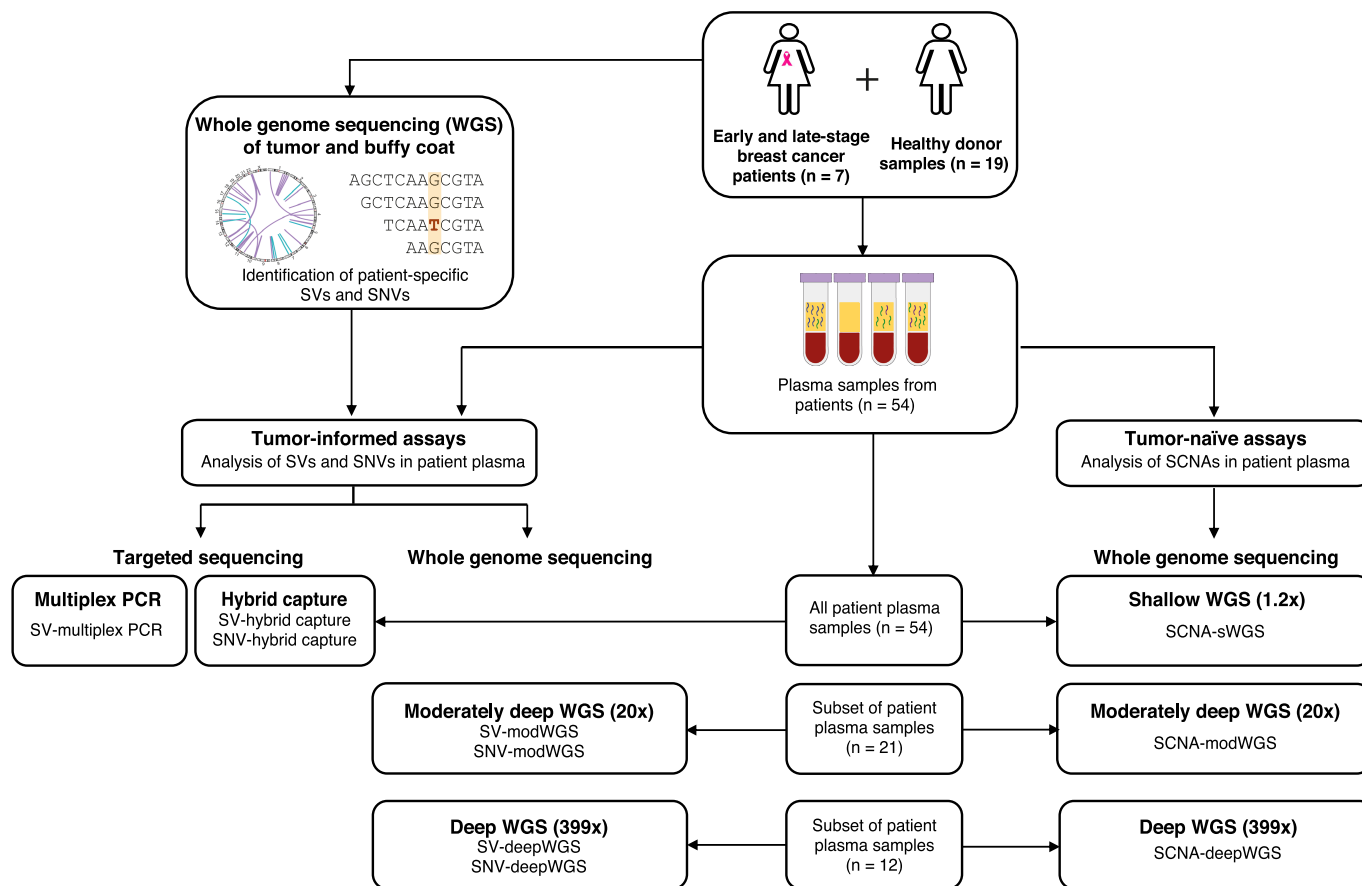 Early and late-stage
breast cancer
patients (n = 7)
+
Healthy donor
samples (n = 19)
Whole genome sequencing (WGS)
of tumor and buffy coat
AGCTCAAGCGTA
GCTCAAGCGTA
TCAATCGTA
AAGCGTA
Identification of patient-specific
SVs and SNVs
Plasma samples from
patients (n = 54)
Tumor-informed assays
Analysis of SVs and SNVs in patient plasma
Tumor-naïve assays
Analysis of SCNAs in patient plasma
Targeted sequencing
Whole genome sequencing
Whole genome sequencing
Multiplex PCR
SV-multiplex PCR
Hybrid capture
SV-hybrid capture
SNV-hybrid capture
All patient plasma
samples (n = 54)
Shallow WGS (1.2x)
SCNA-sWGS
Moderately deep WGS (20x)
SV-modWGS
SNV-modWGS
Subset of patient
plasma samples
(n = 21)
Moderately deep WGS (20x)
SCNA-modWGS
Deep WGS (399x)
SV-deepWGS
SNV-deepWGS
Subset of patient
plasma samples
(n = 12)
Deep WGS (399x)
SCNA-deepWGS